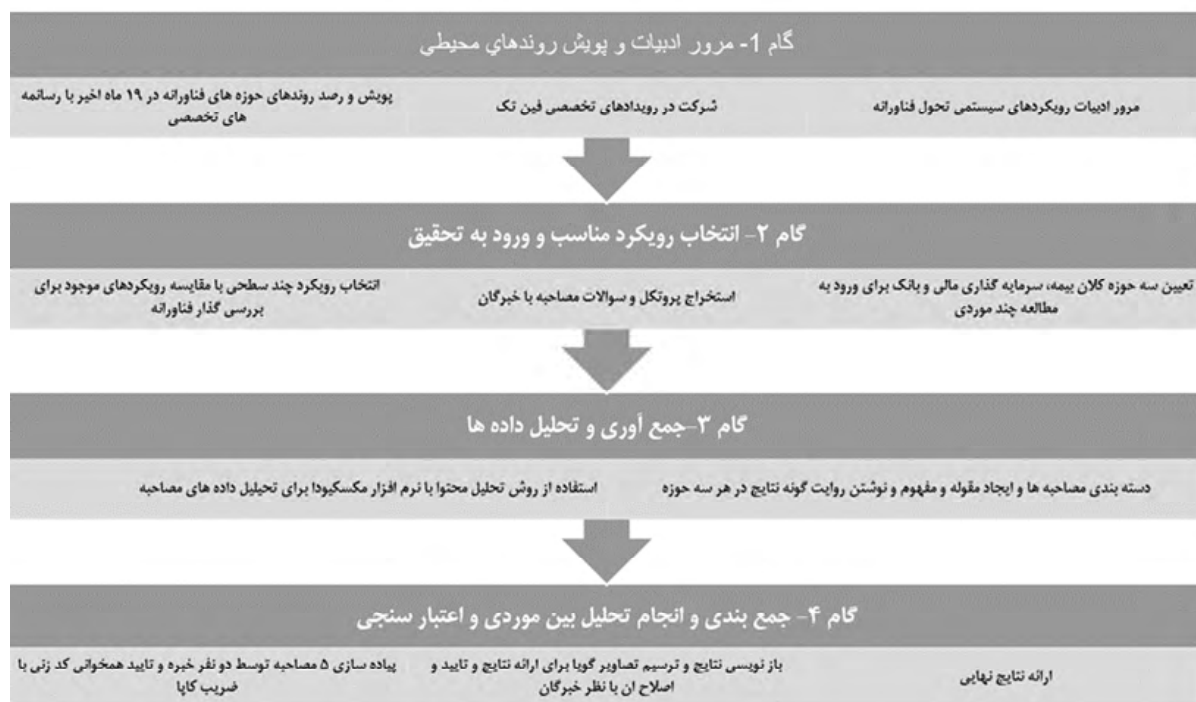 گام 1- مرور ادبیات و پویش روندهاي محیطي
مرور ادبیات رویکردهای سیستمی تحول فناورانه
شرکت در رویدادهای تخصصی فین تک
پویش و رصد روندهای حوزه های فناورانه در ۱۹ ماه اخیر با رسانمه
های تخصصی
گام ۲- انتخاب رویکرد مناسب و ورود به تحقیق
تعیین سه حوزه کلان بیمه، سرمایه گذاری مالی و بانک برای ورود به
مطالعه چند موردی
استخراج پروتکل و سوالات مصاحبه با خبرگان
انتخاب رویکرد چند سطحی با مقایسه رویکردهای موجود برای
بررسی گذار فناورانه
گام ۳-جمع آوری و تحلیل داده ها
دسته بندی مصاحبه ها و ایجاد مقوله و مفهوم و نوشتن روایت گونه نتایج در هر سه حوزه
استفاده از روش تحلیل محتوا با نرم افزار مکسکیودا برای تحیلیل داده های مصاحبه
گام ۴- جمع بندی و انجام تحلیل بین موردی و اعتبار سنجی
ارائه نتایج نهایی
باز نویسی نتایج و ترسیم تصاویر گویا برای ارائه نتایج و تایید و
اصلاح ان با نظر خبرگان
پیاده سازی ۵ مصاحبه توسط دو نفر خبره و تایید همخوانی کد زنی با
ضریب کاپا